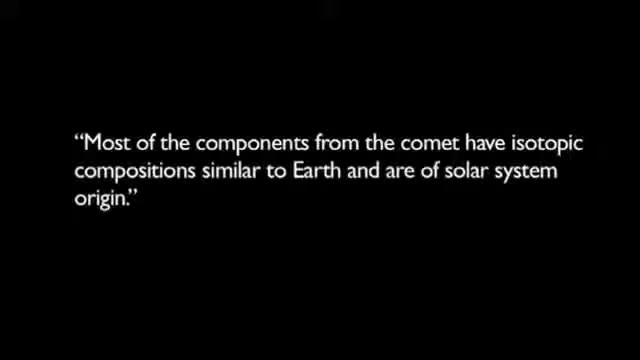 “Most of the components from the comet have isotopic
compositions similar to Earth and are of solar system
origin.”